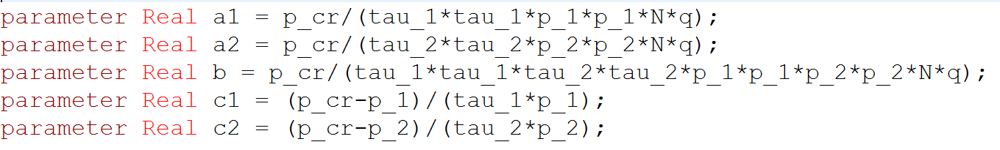 parameter Real a1 = p_cr/(tau_1*tau_1*p_1*p_1*N*q);
parameter Real a2 = p_cr/(tau_2*tau_2*p_2*p_2*N*q);
parameter Real b = p_cr/(tau_1*tau_1*tau_2*tau_2*p_1*p_1*p_2*p_2*N*q);
parameter Real c1 = (p_cr-p_1)/(tau_1*p_1);
parameter Real c2 = (p_cr-p_2)/(tau_2*p_2);